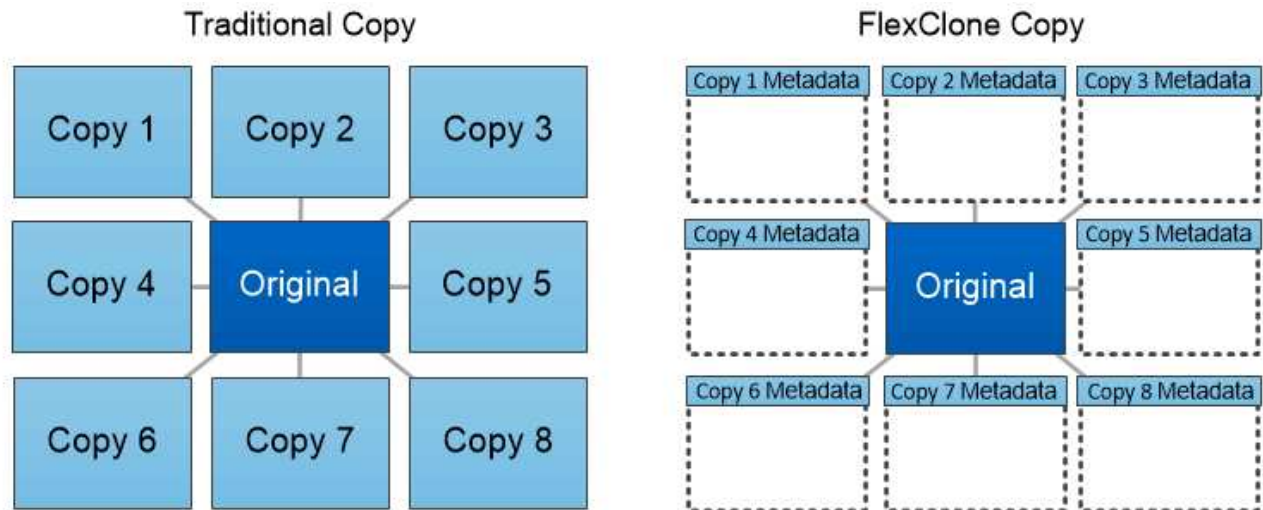 Traditional Copy
Copy 1
Copy 2
Copy 3
Copy 4
Original
Copy 5
Copy 6
Copy 7
Copy 8
FlexClone Copy
Copy 1 Metadata
Copy 2 Metadata
Copy 3 Metadata
Copy 4 Metadata
Original
Copy 5 Metadata
Copy 6 Metadata
Copy 7 Metadata
Copy 8 Metadata